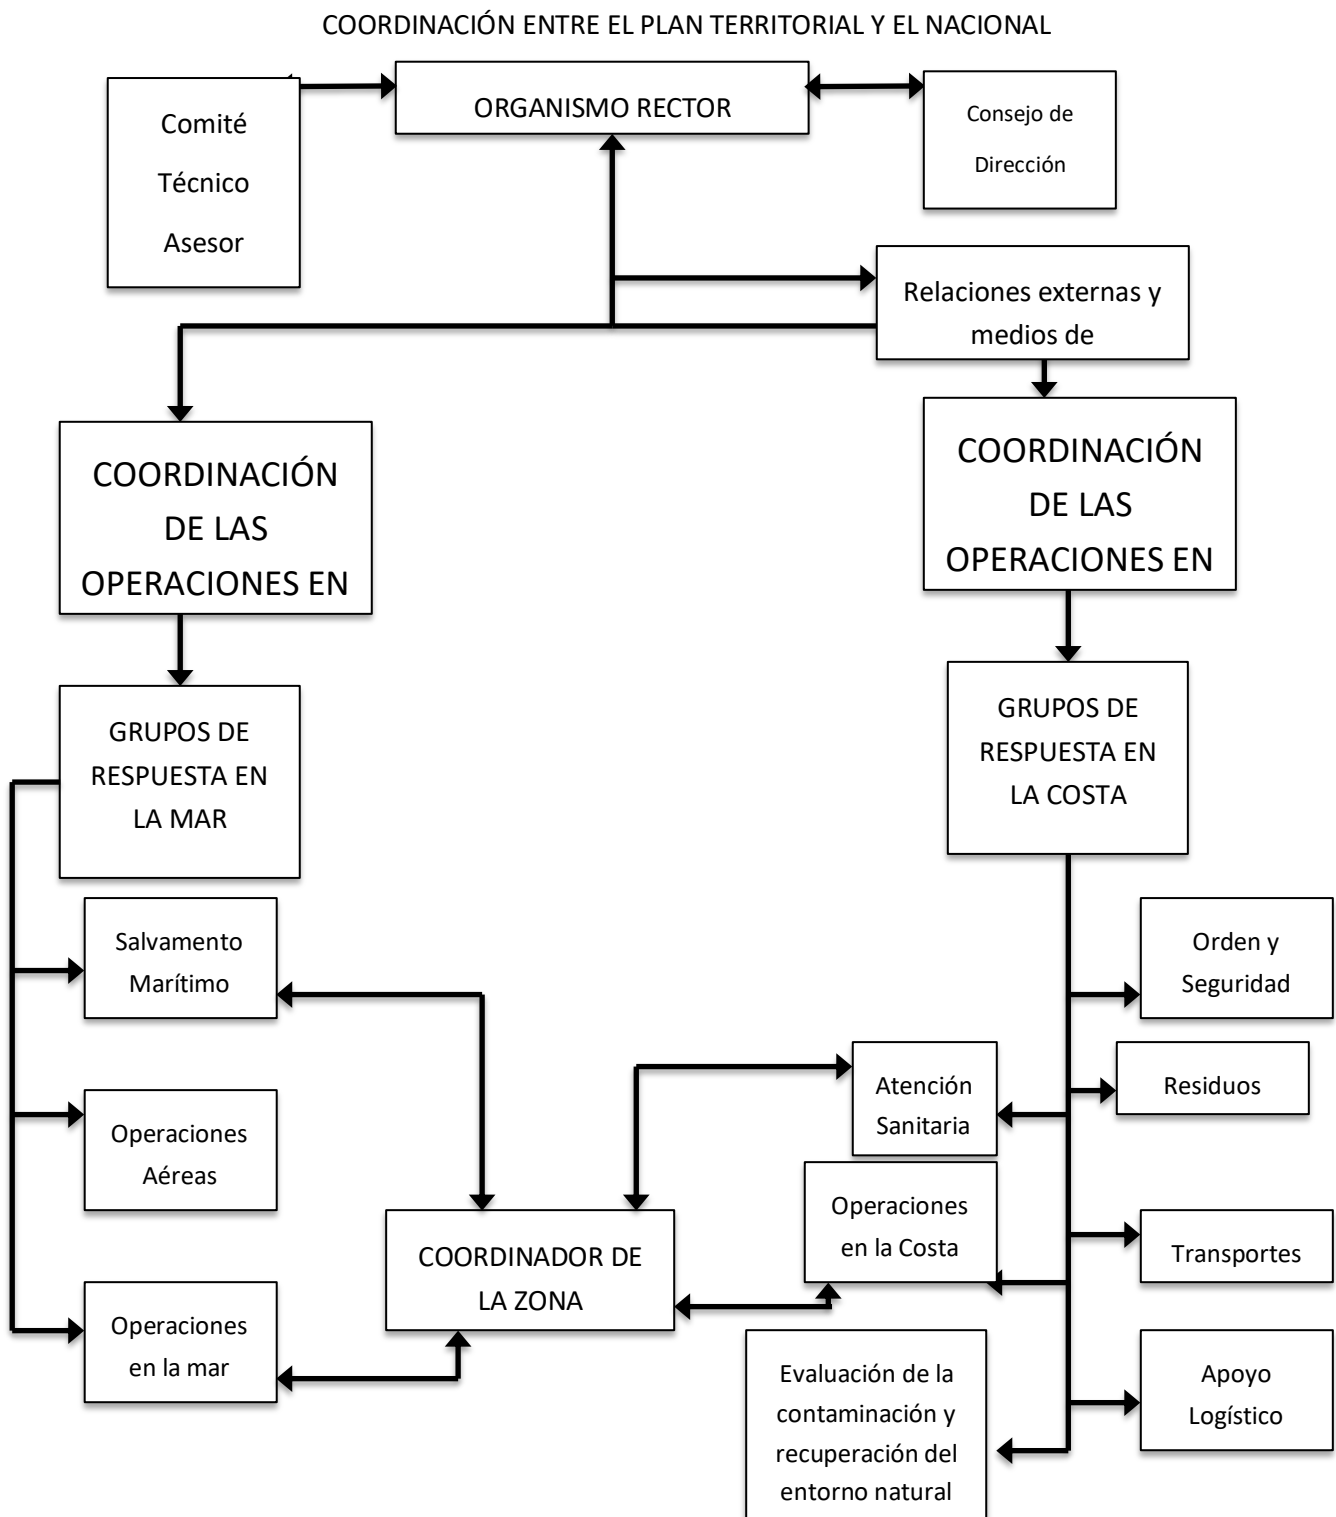 COORDINACIÓN ENTRE EL PLAN TERRITORIAL Y EL NACIONAL
Comité
Técnico
Asesor
ORGANISMO RECTOR
Consejo de
Dirección
Relaciones externas y
medios de
COORDINACIÓN
DE LAS
OPERACIONES EN
COORDINACIÓN
DE LAS
OPERACIONES EN
GRUPOS DE
RESPUESTA EN
LA MAR
GRUPOS DE
RESPUESTA EN
LA COSTA
Salvamento
Marítimo
Orden y
Seguridad
Operaciones
Aéreas
Atención
Sanitaria
Residuos
COORDINADOR DE
LA ZONA
Operaciones
en la Costa
Transportes
Operaciones
en la mar
Evaluación de la
contaminación y
recuperación del
entorno natural
Apoyo
Logístico